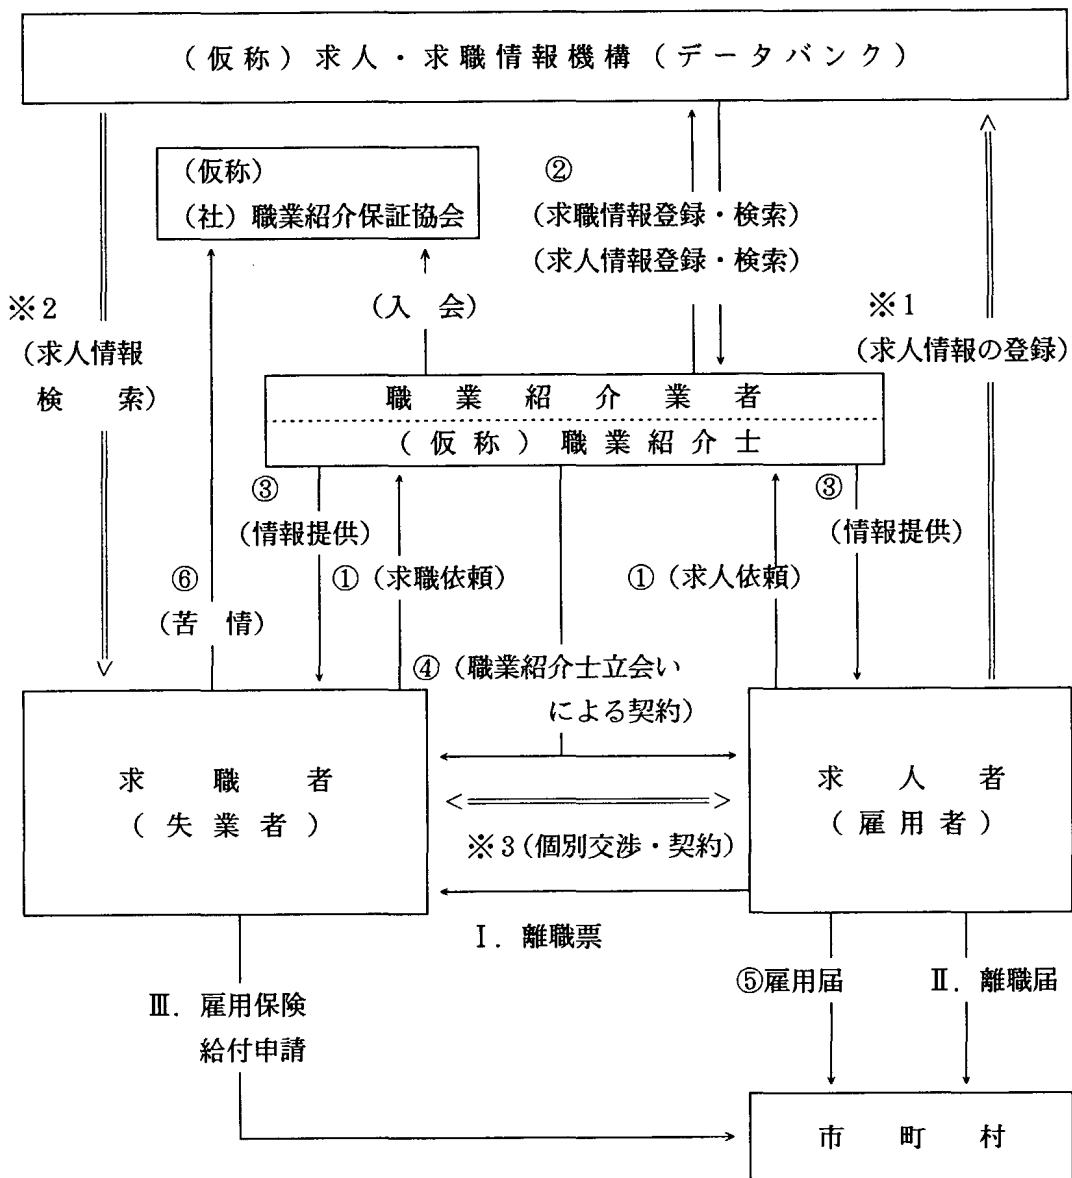 (仮称)求人・求職情報機構(データバンク)
(仮称)
(社)職業紹介保証協会
②
(求職情報登録・検索)
(求人情報登録・検索)
※2
(求人情報
検索)
(入会)
※1
(求人情報の登録)
職業紹介業者
(仮称)職業紹介士
③
(情報提供)
③
(情報提供)
⑥
(苦情)
①(求職依頼)
①(求人依頼)
④(職業紹介士立会い
による契約)
求職者
(失業者)
求人者
(雇用者)
※3(個別交渉・契約)
Ⅰ.離職票
Ⅲ.雇用保険
給付申請
⑤雇用届
Ⅱ.離職届
市町村